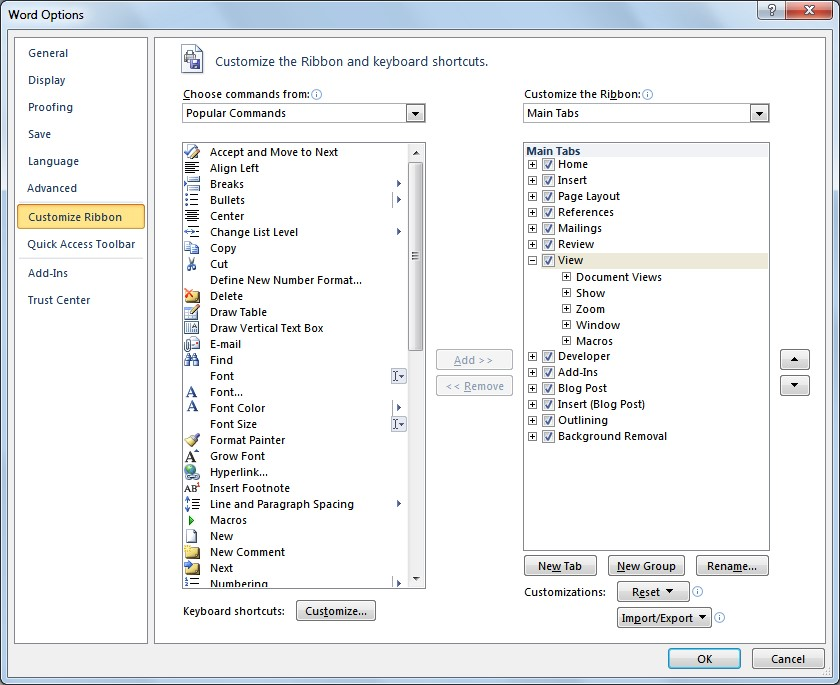 Word Options
General
Display
Proofing
Save
Language
Advanced
Customize Ribbon
Quick Access Toolbar
Add-Ins
Trust Center
Customize the Ribbon and keyboard shortcuts.
Choose commands from:
Popular Commands
Accept and Move to Next
Align Left
Breaks
Bullets
Center
Change List Level
Copy
Cut
Define New Number Format...
Delete
Draw Table
Draw Vertical Text Box
E-mail
Find
Font
Font...
Font Color
Font Size
Format Painter
Grow Font
Hyperlink...
Insert Footnote
Line and Paragraph Spacing
Macros
New
New Comment
Next
Numbering
Keyboard shortcuts: Customize...
Add >>
<< Remove
Customize the Ribbon:
Main Tabs
Main Tabs
Home
Insert
Page Layout
References
Mailings
Review
View
Document Views
Show
Zoom
Window
Macros
Developer
Add-Ins
Blog Post
Insert (Blog Post)
Outlining
Background Removal
New Tab New Group Rename...
Customizations: Reset
Import/Export
OK Cancel